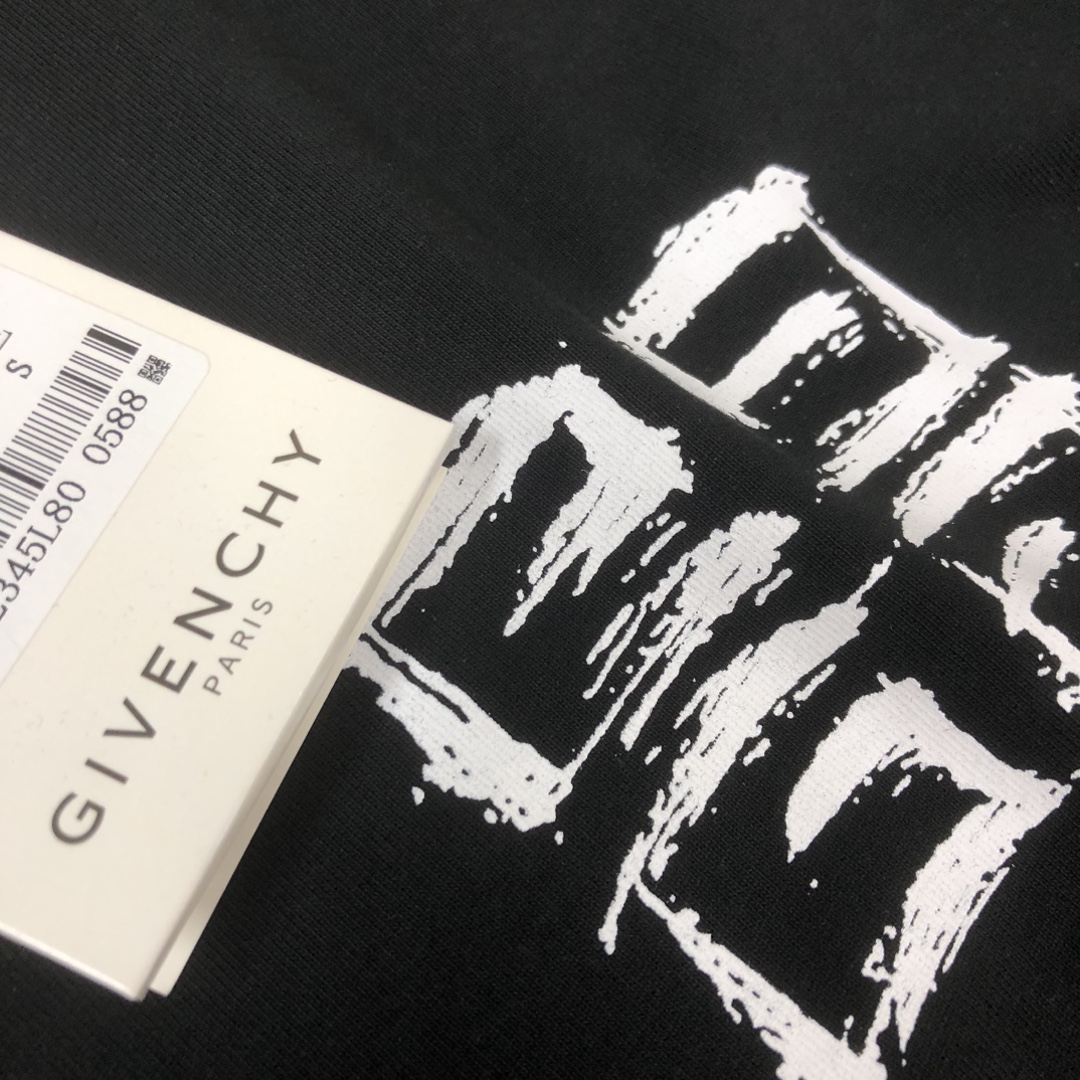 S
0588
345L80
GIVENCHY
PARIS